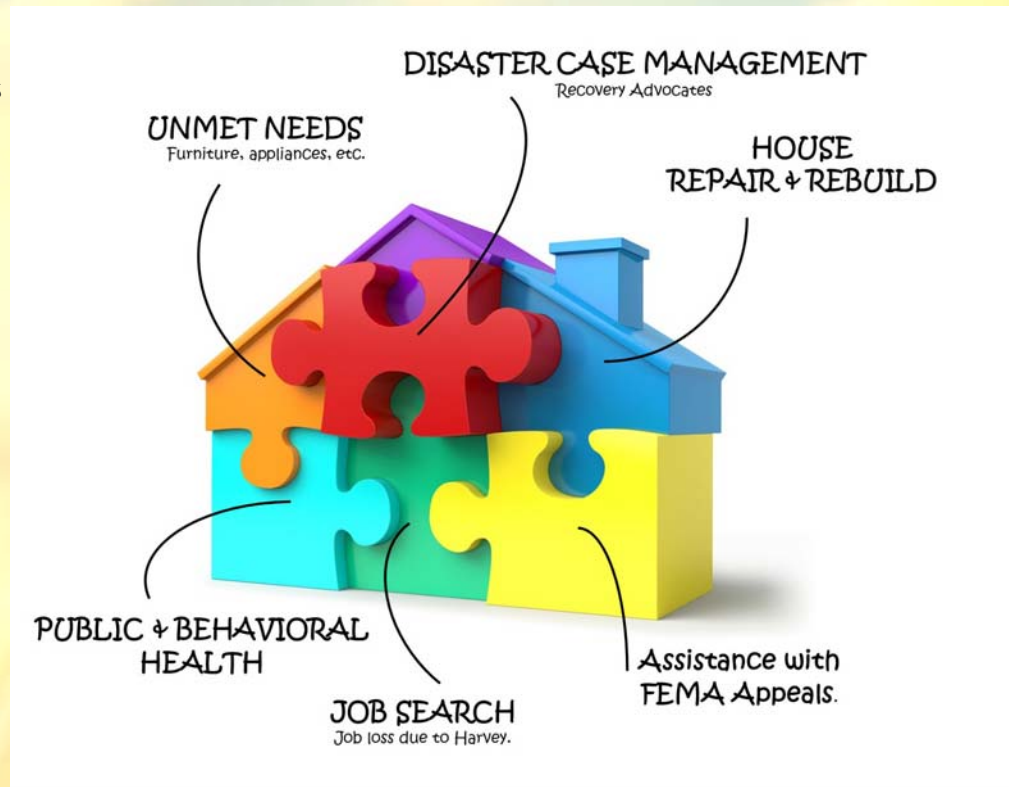 DISASTER CASE MANAGEMENT
Recovery Advocates
UNMET NEEDS
Furniture, appliances, etc.
HOUSE
REPAIR & REBUILD
PUBLIC & BEHAVIORAL
HEALTH
JOB SEARCH
Job loss due to Harvey.
Assistance with
FEMA Appeals.